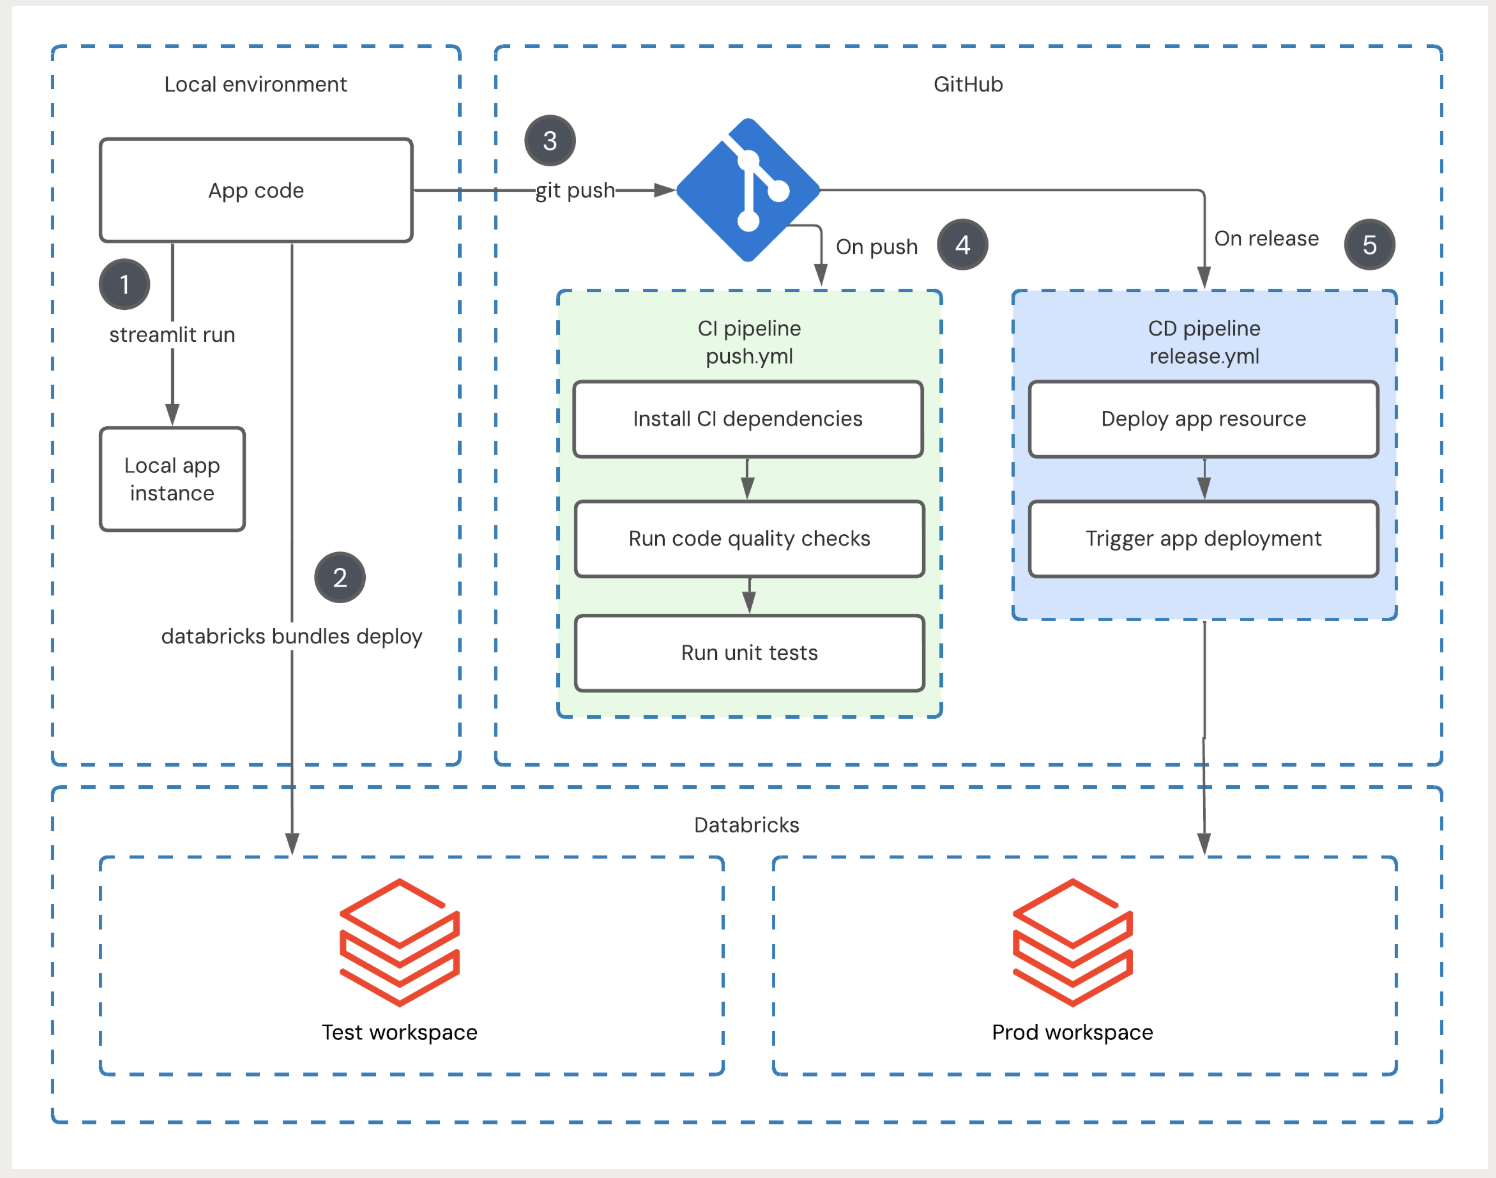 Local environment
App code
1
streamlit run
Local app
instance
2
databricks bundles deploy
GitHub
3
git push
On push
4
On release
5
CI pipeline
push.yml
Install CI dependencies
Run code quality checks
Run unit tests
CD pipeline
release.yml
Deploy app resource
Trigger app deployment
Databricks
Test workspace
Prod workspace